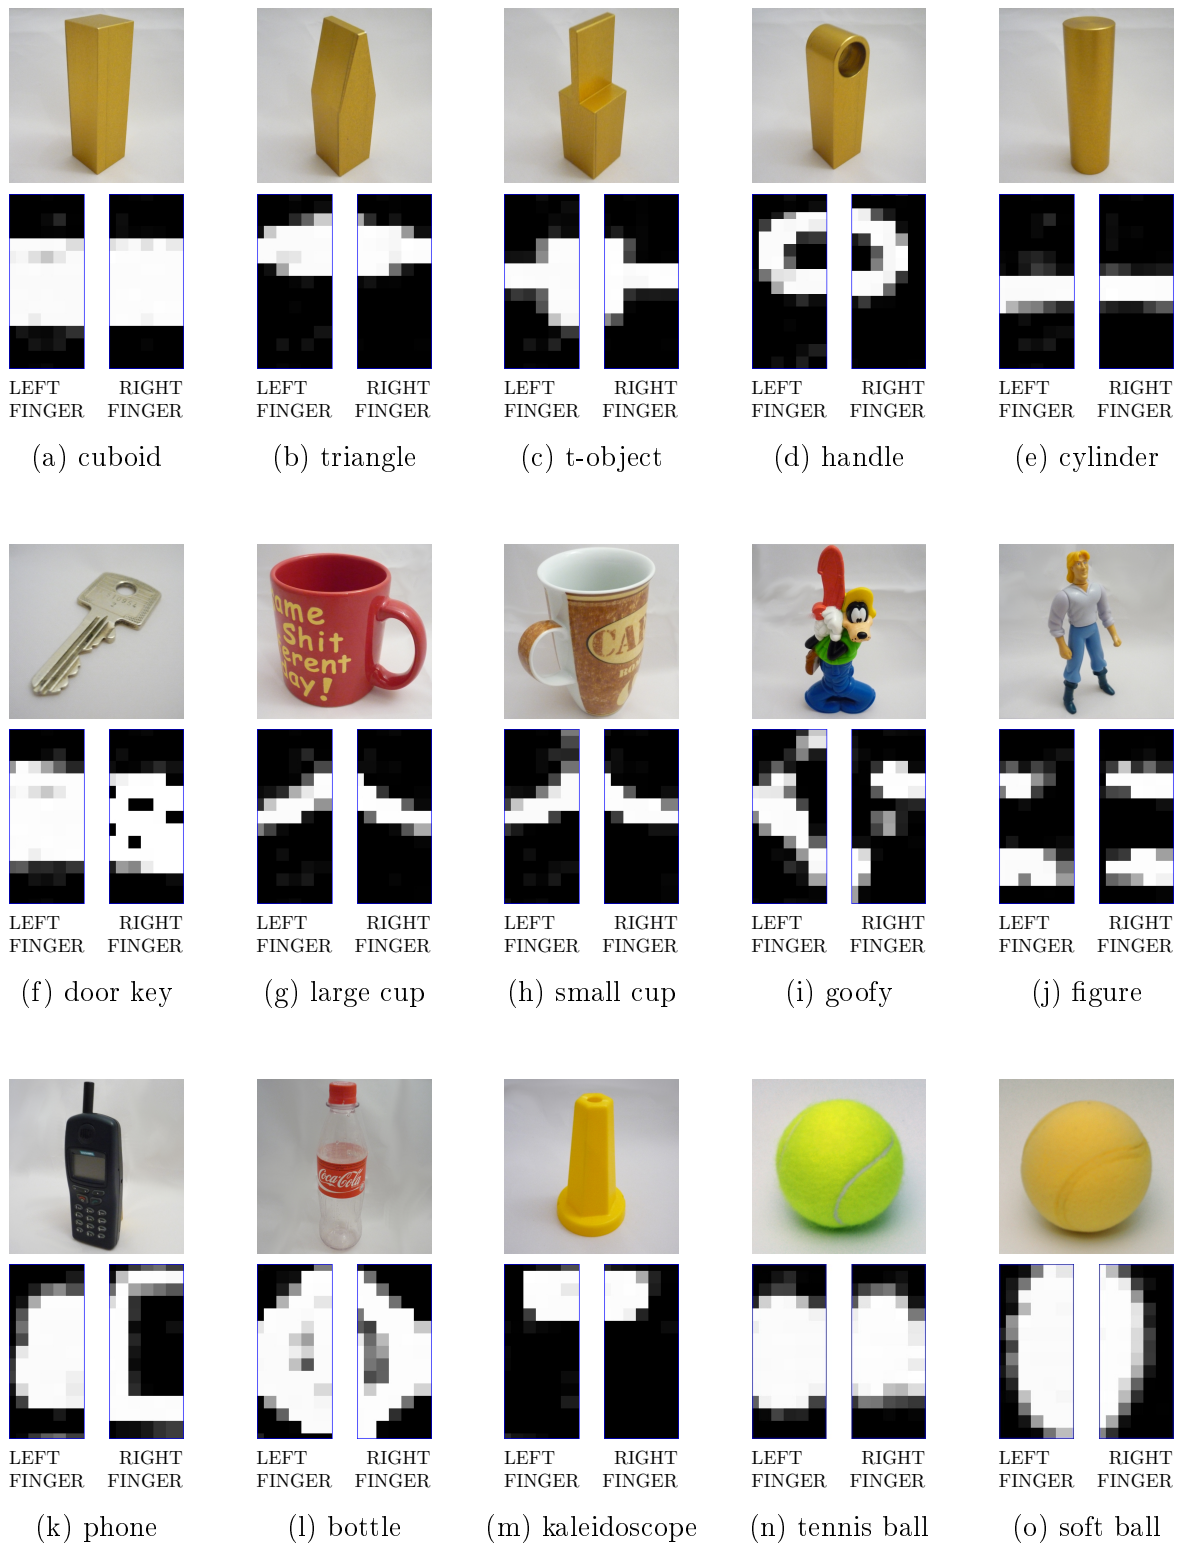 LEFT FINGER RIGHT FINGER
(a) cuboid
LEFT FINGER RIGHT FINGER
(b) triangle
LEFT FINGER RIGHT FINGER
(c) t-object
LEFT FINGER RIGHT FINGER
(d) handle
LEFT FINGER RIGHT FINGER
(e) cylinder
ame
Shit
erent
ay!
CA
RO
LEFT FINGER RIGHT FINGER
(f) door key
LEFT FINGER RIGHT FINGER
(g) large cup
LEFT FINGER RIGHT FINGER
(h) small cup
LEFT FINGER RIGHT FINGER
(i) goofy
LEFT FINGER RIGHT FINGER
(j) figure
Coca-Cola
LEFT FINGER RIGHT FINGER
(k) phone
LEFT FINGER RIGHT FINGER
(l) bottle
LEFT FINGER RIGHT FINGER
(m) kaleidoscope
LEFT FINGER RIGHT FINGER
(n) tennis ball
LEFT FINGER RIGHT FINGER
(o) soft ball